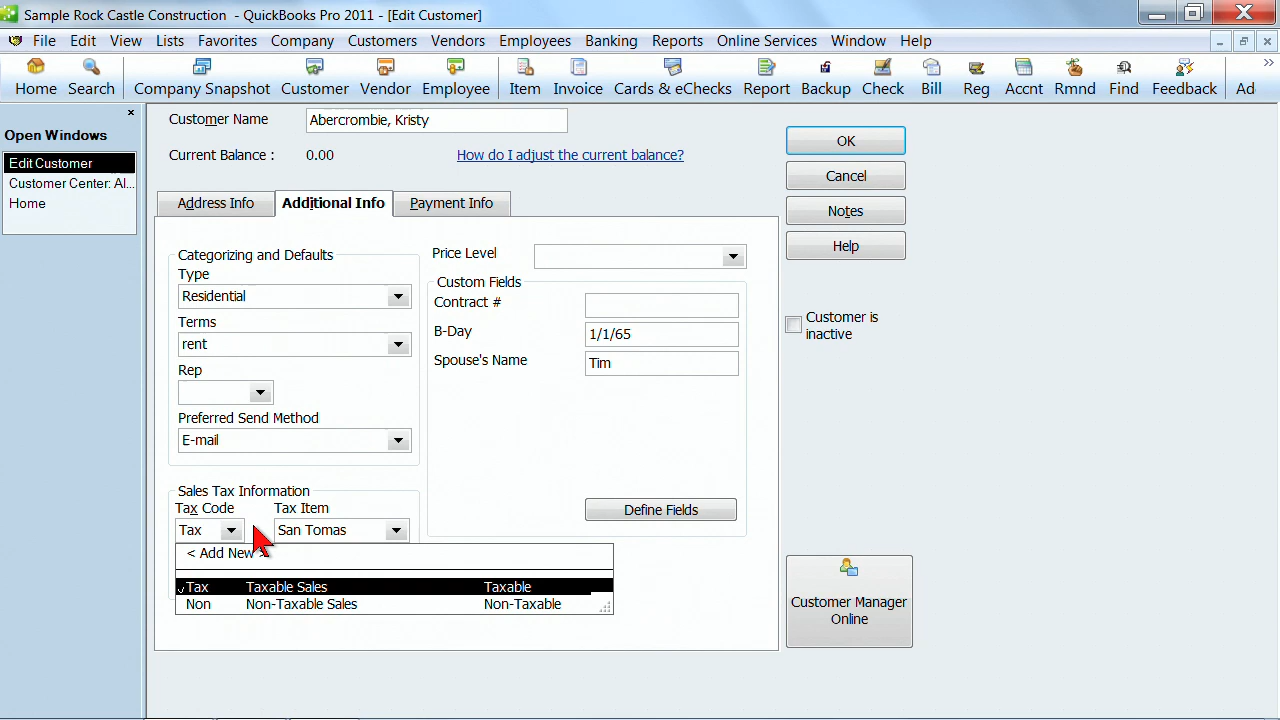 Sample Rock Castle Construction - QuickBooks Pro 2011 - [Edit Customer]
File Edit View Lists Favorites Company Customers Vendors Employees Banking Reports Online Services Window Help
Home Search Company Snapshot Customer Vendor Employee Item Invoice Cards & eChecks Report Backup Check Bill Reg Accnt Rmnd Find Feedback Ad
Open Windows
Edit Customer
Customer Center: Al...
Home
Customer Name Abercrombie, Kristy
Current Balance : 0.00 How do I adjust the current balance?
Address Info Additional Info Payment Info
Categorizing and Defaults
Type
Residential
Terms
rent
Rep
Preferred Send Method
E-mail
Sales Tax Information
Tax Code Tax Item
Tax San Tomas
< Add New >
Tax Taxable Sales Taxable
Non Non-Taxable Sales Non-Taxable
Price Level
Custom Fields
Contract #
B-Day 1/1/65
Spouse's Name Tim
Define Fields
OK
Cancel
Notes
Help
Customer is
inactive
Customer Manager
Online